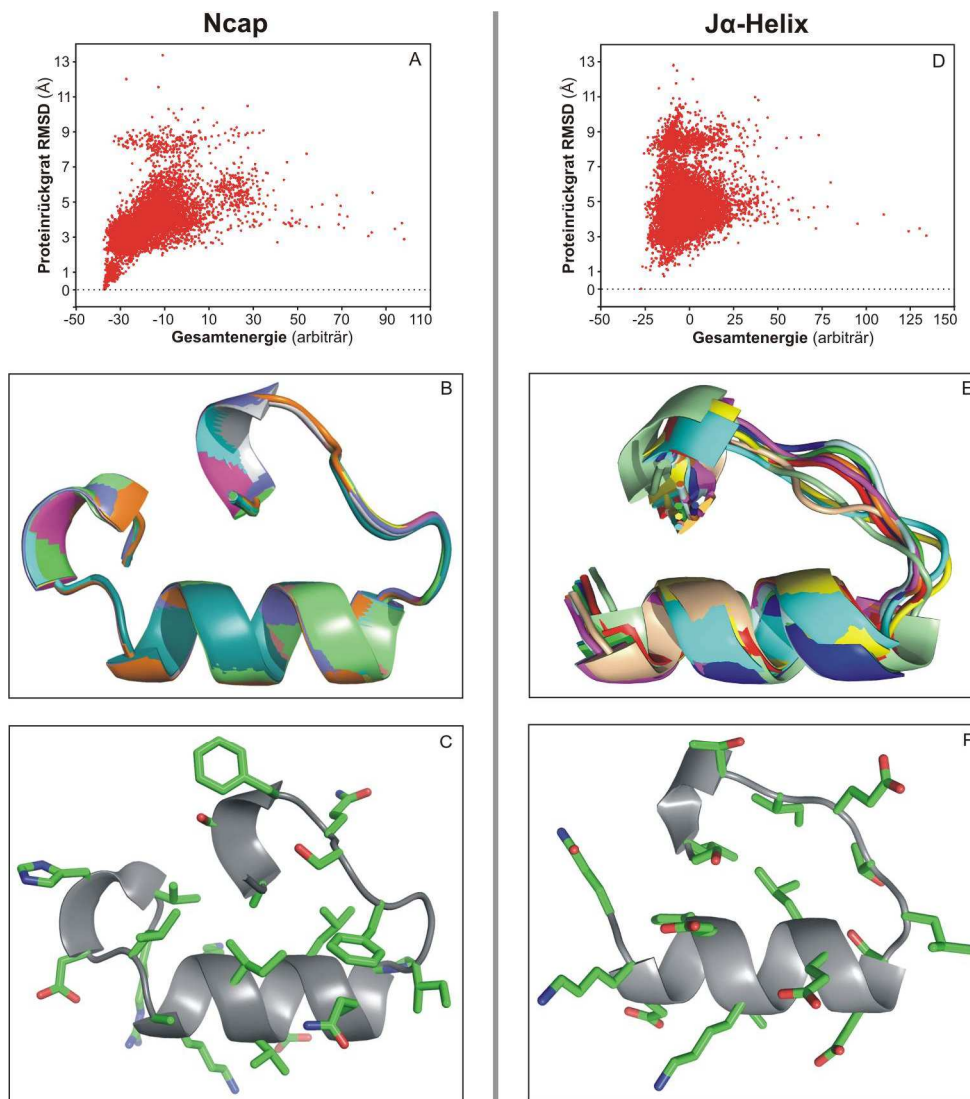 Ncap
Jα-Helix
A
Proteinrückgrat RMSD (Å)
13
11
9
7
5
3
1
0
-50 -30 -10 10 30 50 70 90 110
Gesamtenergie (arbiträr)
D
Proteinrückgrat RMSD (Å)
13
11
9
7
5
3
1
0
-50 -25 0 25 50 75 100 125 150
Gesamtenergie (arbiträr)
B
E
C
F